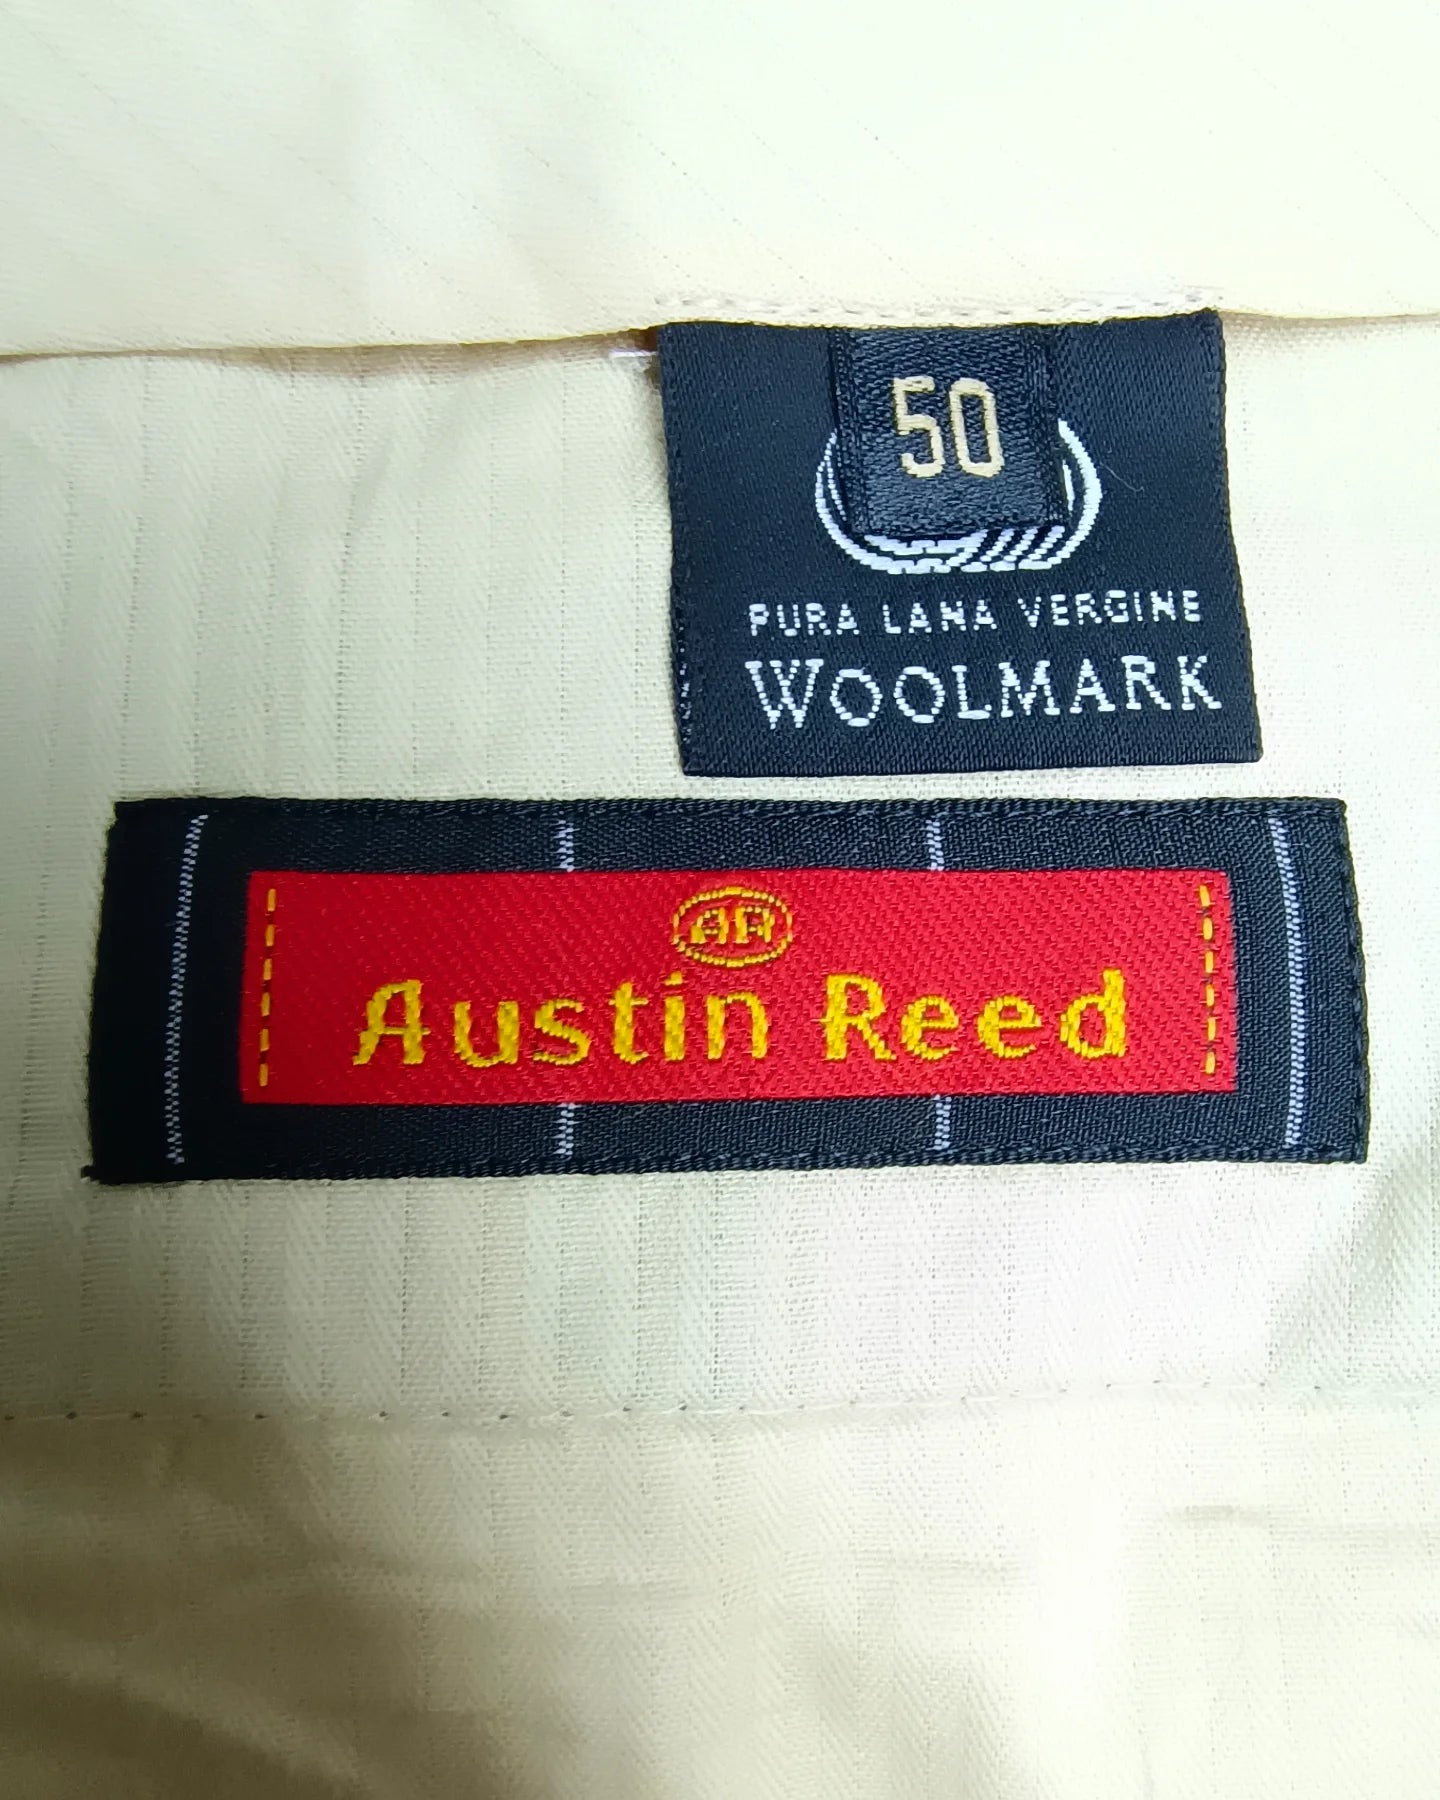 50
PURA LANA VERGINE
WOOLMARK
AR
Austin Reed